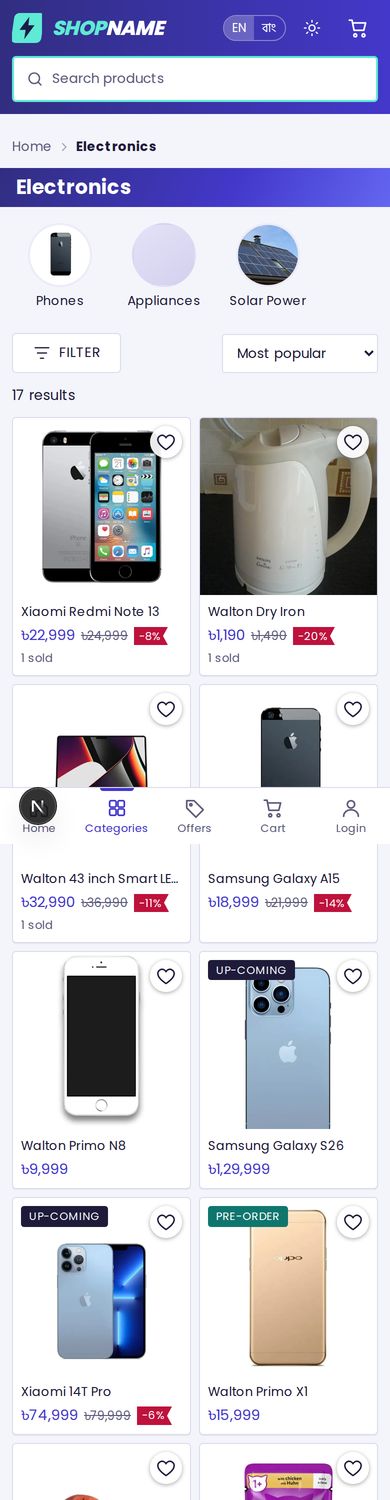 SHOPNAME
EN বাং
Search products
Home > Electronics
Electronics
Phones Appliances Solar Power
FILTER Most popular
17 results
Xiaomi Redmi Note 13
৳22,999 ৳24,999 -8%
1 sold
Walton Dry Iron
৳1,190 ৳1,490 -20%
1 sold
N
Home Categories Offers Cart Login
Walton 43 inch Smart LE...
৳32,990 ৳36,990 -11%
1 sold
Samsung Galaxy A15
৳18,999 ৳21,999 -14%
Walton Primo N8
৳9,999
UP-COMING
Samsung Galaxy S26
৳1,29,999
UP-COMING
Xiaomi 14T Pro
৳74,999 ৳79,999 -6%
PRE-ORDER
oppo
Walton Primo X1
৳15,999
1+
with chicken